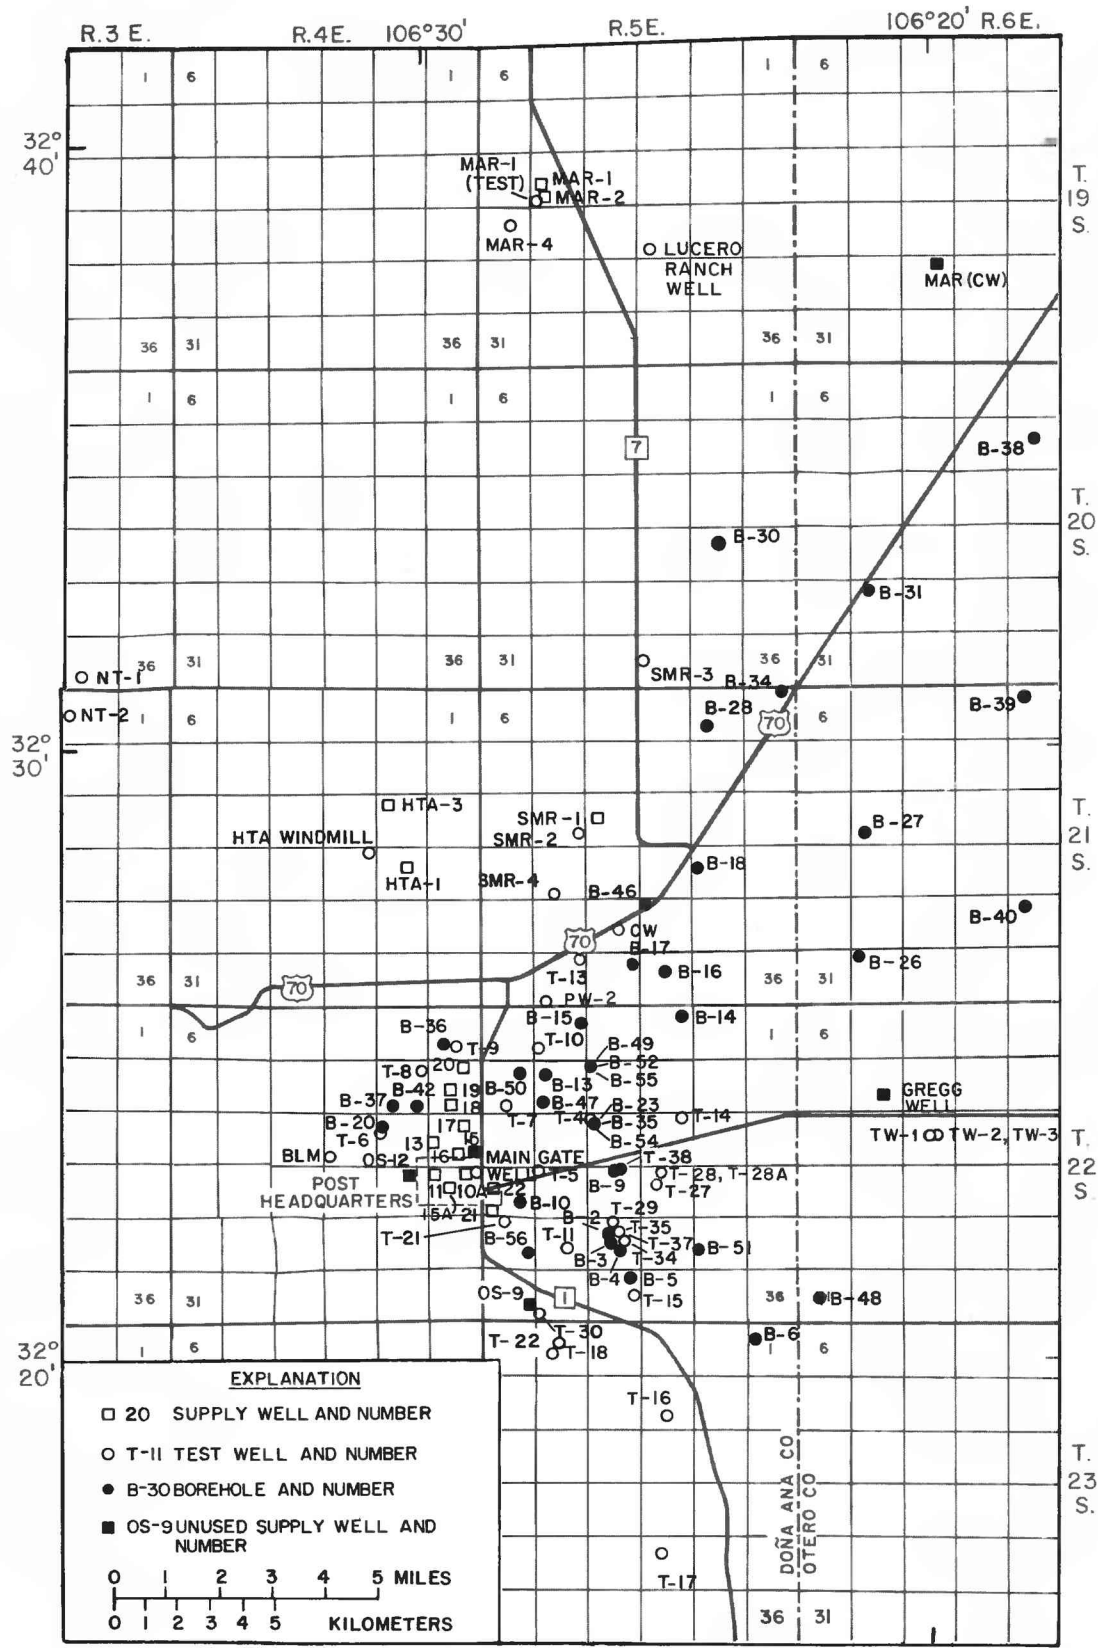 R.3 E.
R.4E.
106°30'
R.5E.
106°20'
R.6E.
1 6
1 6
1 6
32°
40'
MAR-1
(TEST)
MAR-1
MAR-2
MAR-4
LUCERO
RANCH
WELL
MAR (CW)
T.
19
S.
36 31
36 31
36 31
1 6
1 6
1 6
7
B-38
B-30
B-31
T.
20
S.
36 31
36 31
36 31
NT-1
SMR-3
B-34
NT-2
1 6
1 6
6
B-28
70
B-39
32°
30'
HTA-3
SMR-1
SMR-2
HTA WINDMILL
HTA-1
B-27
B-18
T.
21
S.
SMR-4
B-46
B-40
CW
70
B-17
T-13
B-16
B-26
36 31
36 31
70
PW-2
B-15
B-14
1 6
1 6
B-36
T-9
T-10
B-49
B-52
B-55
T-8
20
B-42
19
B-50
B-13
B-37
18
B-47
T-7
T-4
B-23
B-35
B-54
T-14
GREGG
WELL
B-20
T-6
17
13
15
16
TW-1
TW-2, TW-3
BLM
OS-12
MAIN GATE
WELL
T-5
T-38
B-9
T-28, T-28A
T-27
T.
22
S.
POST
HEADQUARTERS
11
10A
22
15A
21
B-10
T-29
B-2
T-35
T-21
B-56
T-11
T-37
B-3
T-34
B-51
B-4
B-5
OS-9
1
T-15
B-48
36 31
36
T-30
T-22
T-18
B-6
1 6
1 6
32°
20'
T-16
T-17
DOÑA ANA CO
OTERO CO
T.
23
S.
36 31
EXPLANATION
20 SUPPLY WELL AND NUMBER
T-11 TEST WELL AND NUMBER
B-30 BOREHOLE AND NUMBER
OS-9 UNUSED SUPPLY WELL AND
NUMBER
0 1 2 3 4 5 MILES
0 1 2 3 4 5 KILOMETERS